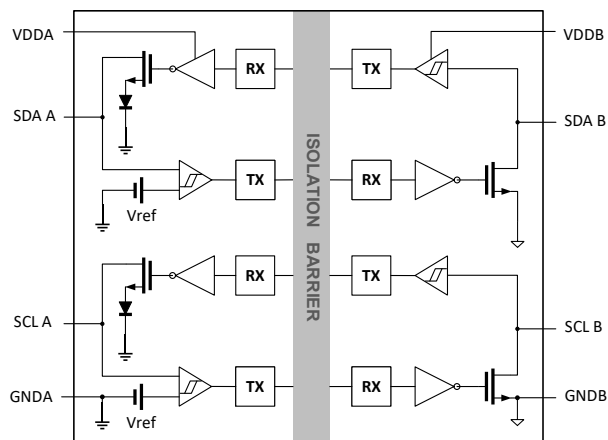 VDDA
RX
TX
VDDB
SDA A
SDA B
TX
RX
Vref
ISOLATION BARRIER
RX
TX
SCL A
SCL B
TX
RX
GNDA
GNDB
Vref